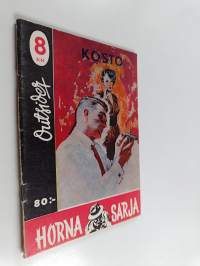 8
KOSTO
Outsider
80:-
HORNA SARJA